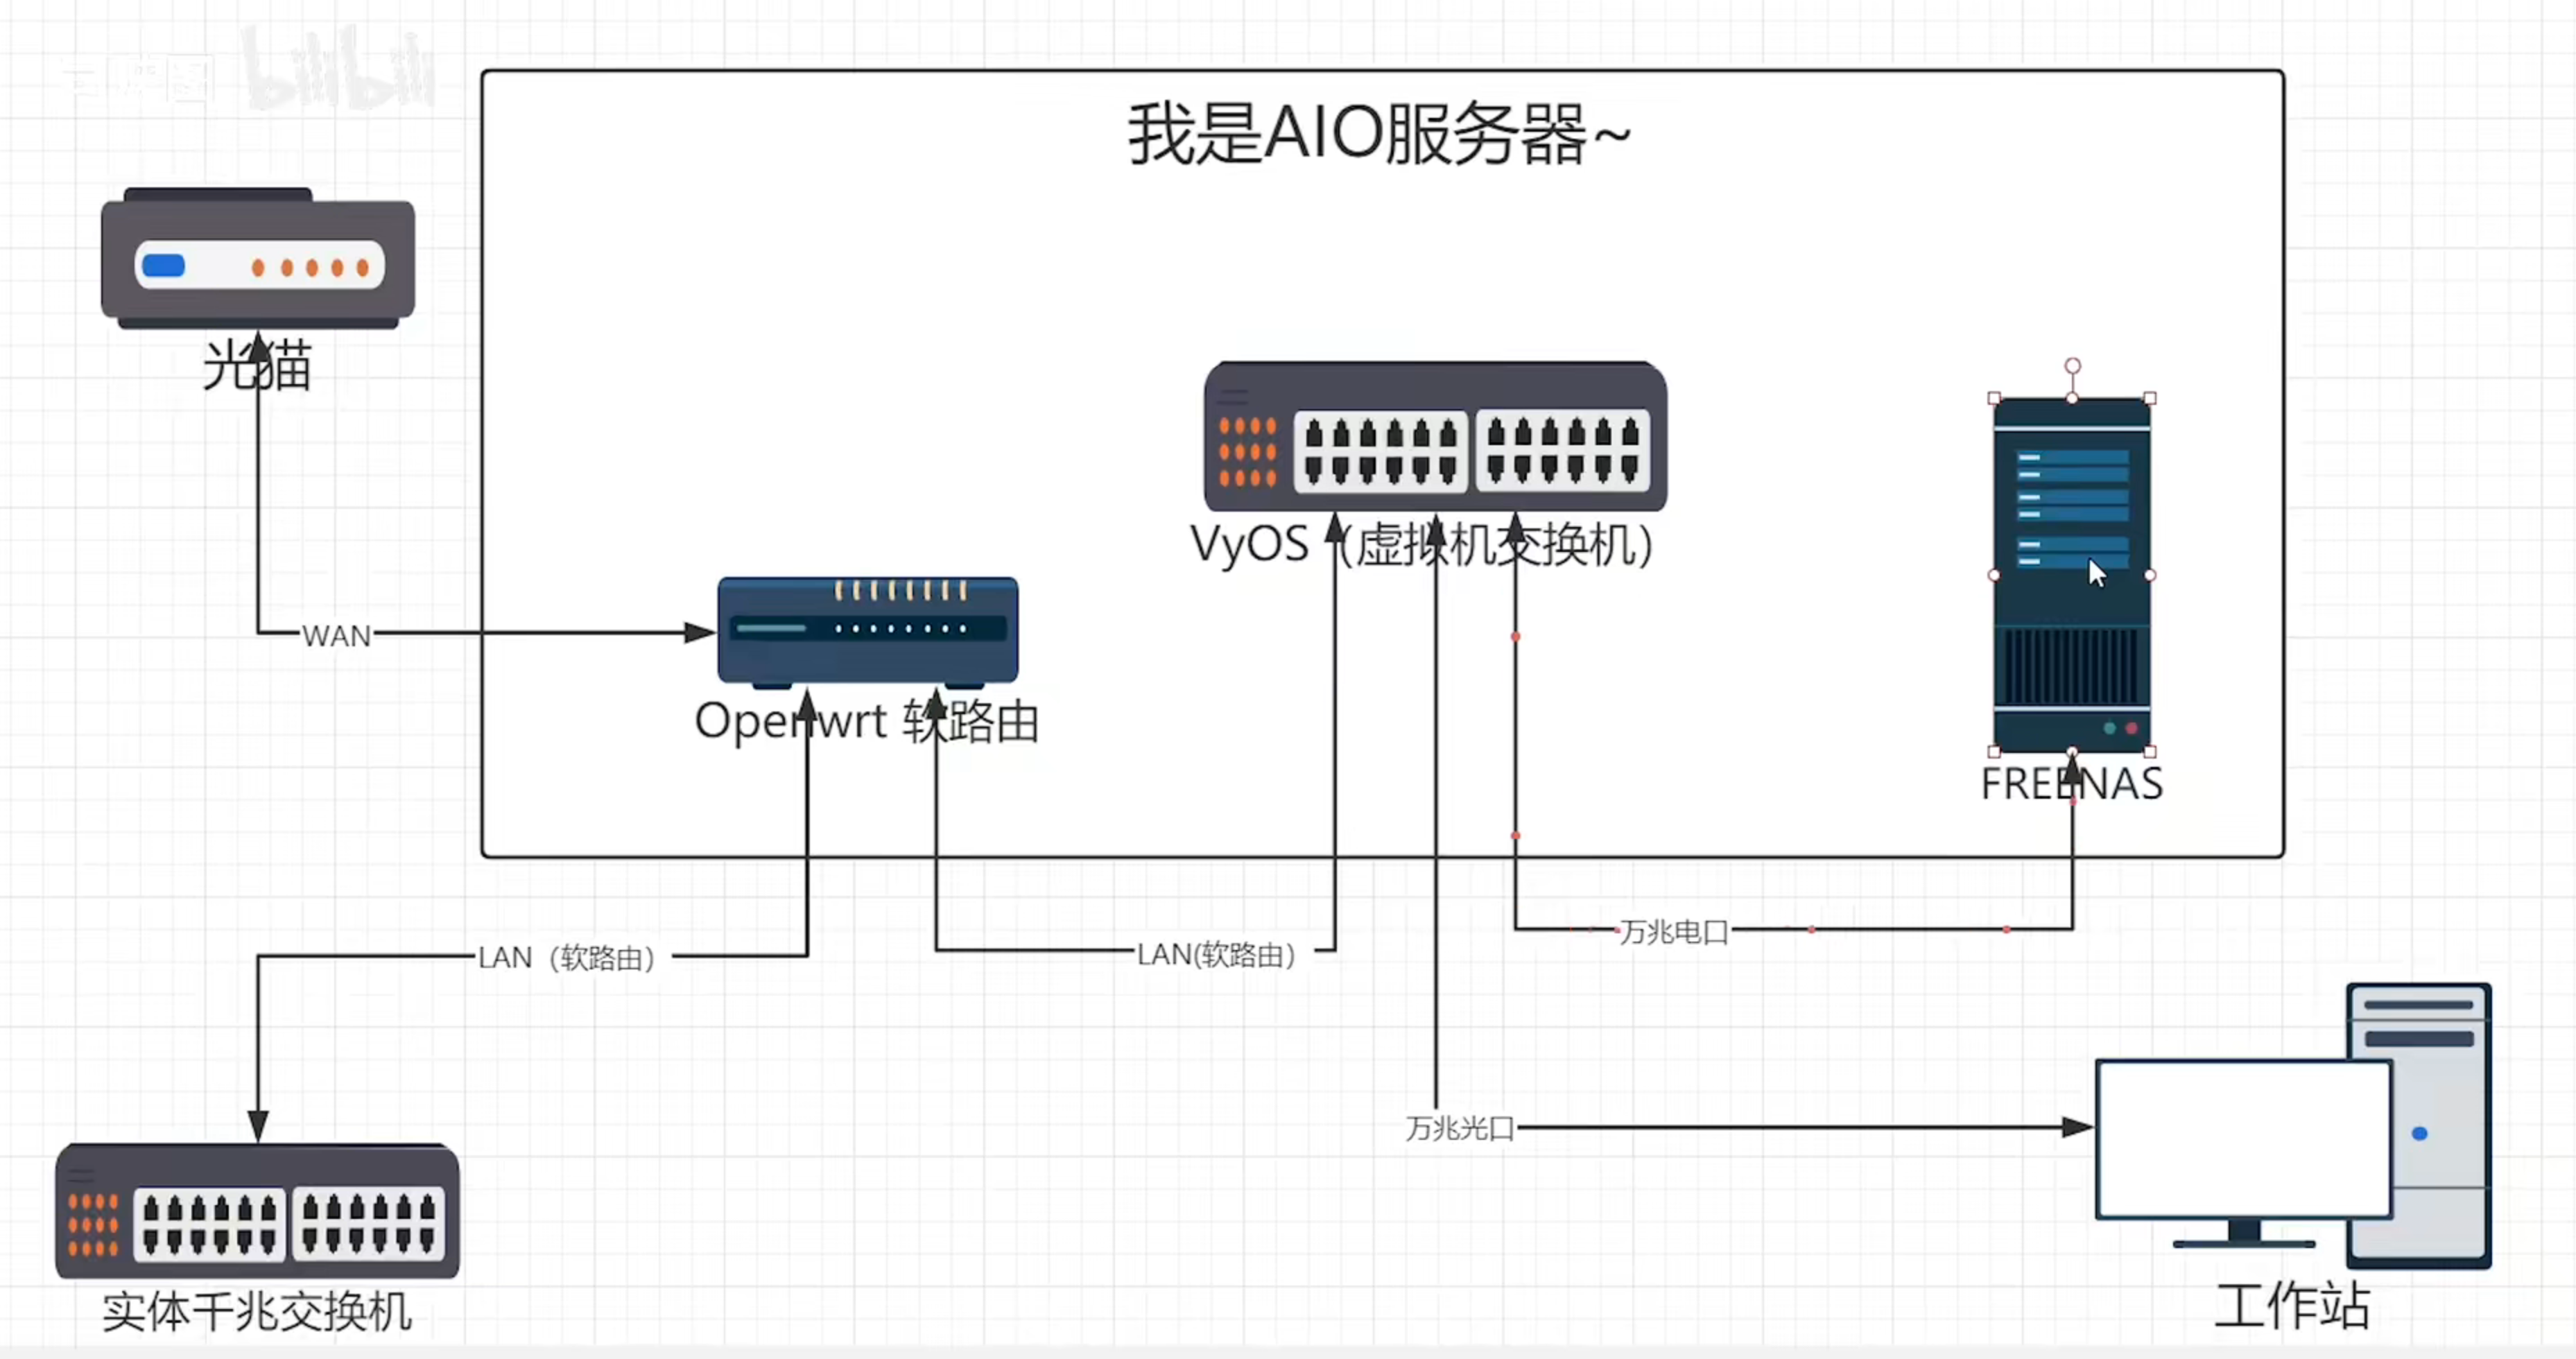 bilibili
我是AIO服务器~
光猫
VyOS（虚拟机交换机）
WAN
Openwrt 软路由
FREENAS
LAN（软路由）
LAN(软路由）
万兆电口
万兆光口
实体千兆交换机
工作站